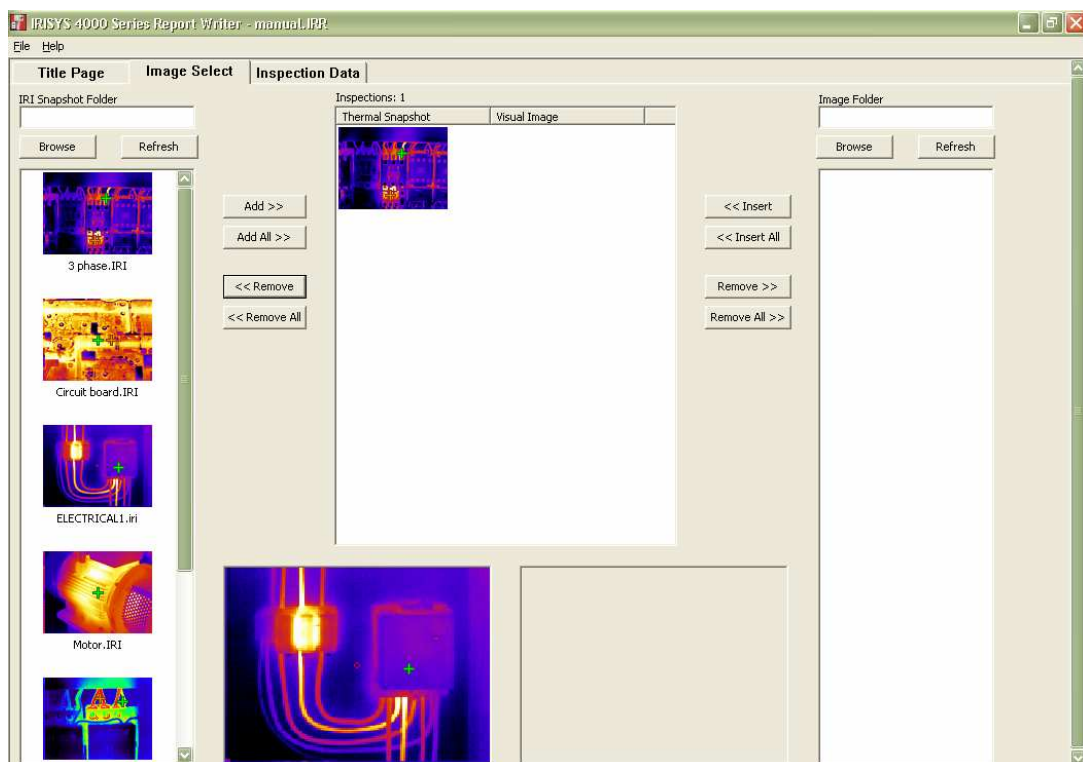 IRISYS 4000 Series Report Writer - manual.IRR
File Help
Title Page Image Select Inspection Data
IRI Snapshot Folder
Browse Refresh
3 phase.IRI
Circuit board.IRI
ELECTRICAL1.iri
Motor.IRI
Add >>
Add All >>
<< Remove
<< Remove All
Inspections: 1
Thermal Snapshot Visual Image
<< Insert
<< Insert All
Remove >>
Remove All >>
Image Folder
Browse Refresh